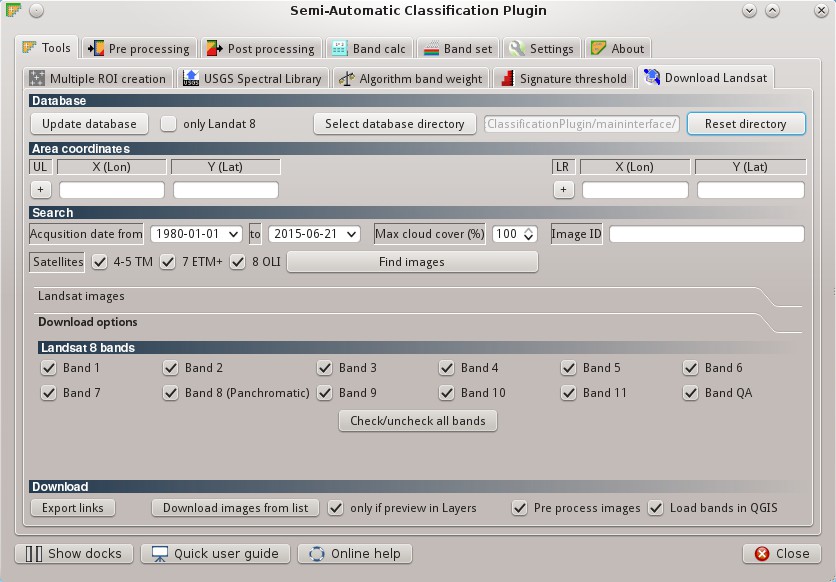 Semi-Automatic Classification Plugin
Tools Pre processing Post processing Band calc Band set Settings About
Multiple ROI creation USGS USGS Spectral Library Algorithm band weight Signature threshold Download Landsat
Database
Update database only Landat 8 Select database directory ClassificationPlugin/maininterface/ Reset directory
Area coordinates
UL X (Lon) Y (Lat) LR X (Lon) Y (Lat)
+ +
Search
Acqusition date from 1980-01-01 to 2015-06-21 Max cloud cover (%) 100 Image ID
Satellites 4-5 TM 7 ETM+ 8 OLI Find images
Landsat images
Download options
Landsat 8 bands
Band 1 Band 2 Band 3 Band 4 Band 5 Band 6
Band 7 Band 8 (Panchromatic) Band 9 Band 10 Band 11 Band QA
Check/uncheck all bands
Download
Export links Download images from list only if preview in Layers Pre process images Load bands in QGIS
Show docks Quick user guide Online help Close